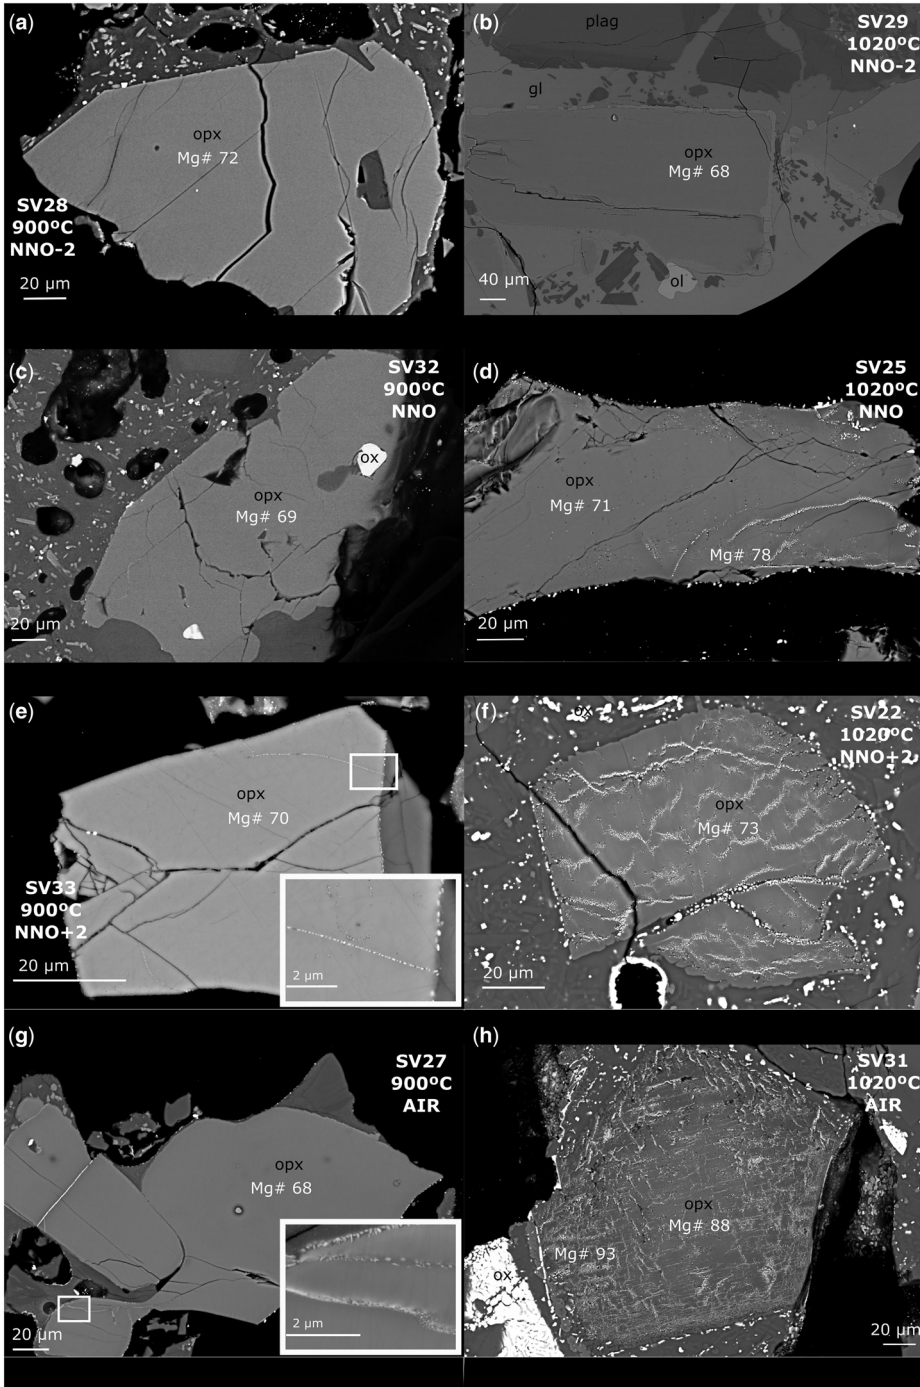 (a)
opx
Mg# 72
SV28
900ºC
NNO-2
20 µm
(b)
plag
SV29
1020ºC
NNO-2
gl
opx
Mg# 68
ol
40 µm
(c)
SV32
900ºC
NNO
ox
opx
Mg# 69
20 µm
(d)
SV25
1020ºC
NNO
opx
Mg# 71
Mg# 78
20 µm
(e)
opx
Mg# 70
SV33
900ºC
NNO+2
20 µm
2 µm
(f)
ox
SV22
1020ºC
NNO+2
opx
Mg# 73
20 µm
(g)
SV27
900ºC
AIR
opx
Mg# 68
20 µm
2 µm
(h)
SV31
1020ºC
AIR
opx
Mg# 88
Mg# 93
ox
20 µm